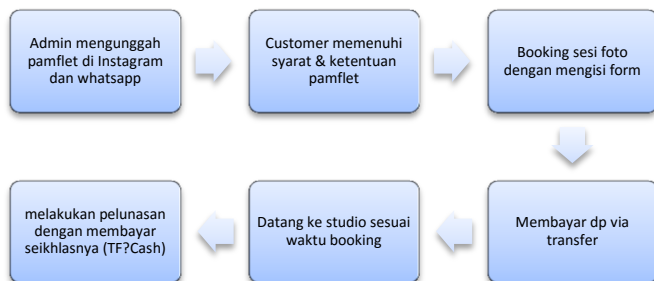 Admin mengunggah
pamflet di Instagram
dan whatsapp
Customer memenuhi
syarat & ketentuan
pamflet
Booking sesi foto
dengan mengisi form
Membayar dp via
transfer
Datang ke studio sesuai
waktu booking
melakukan pelunasan
dengan membayar
seikhlasnya (TF?Cash)